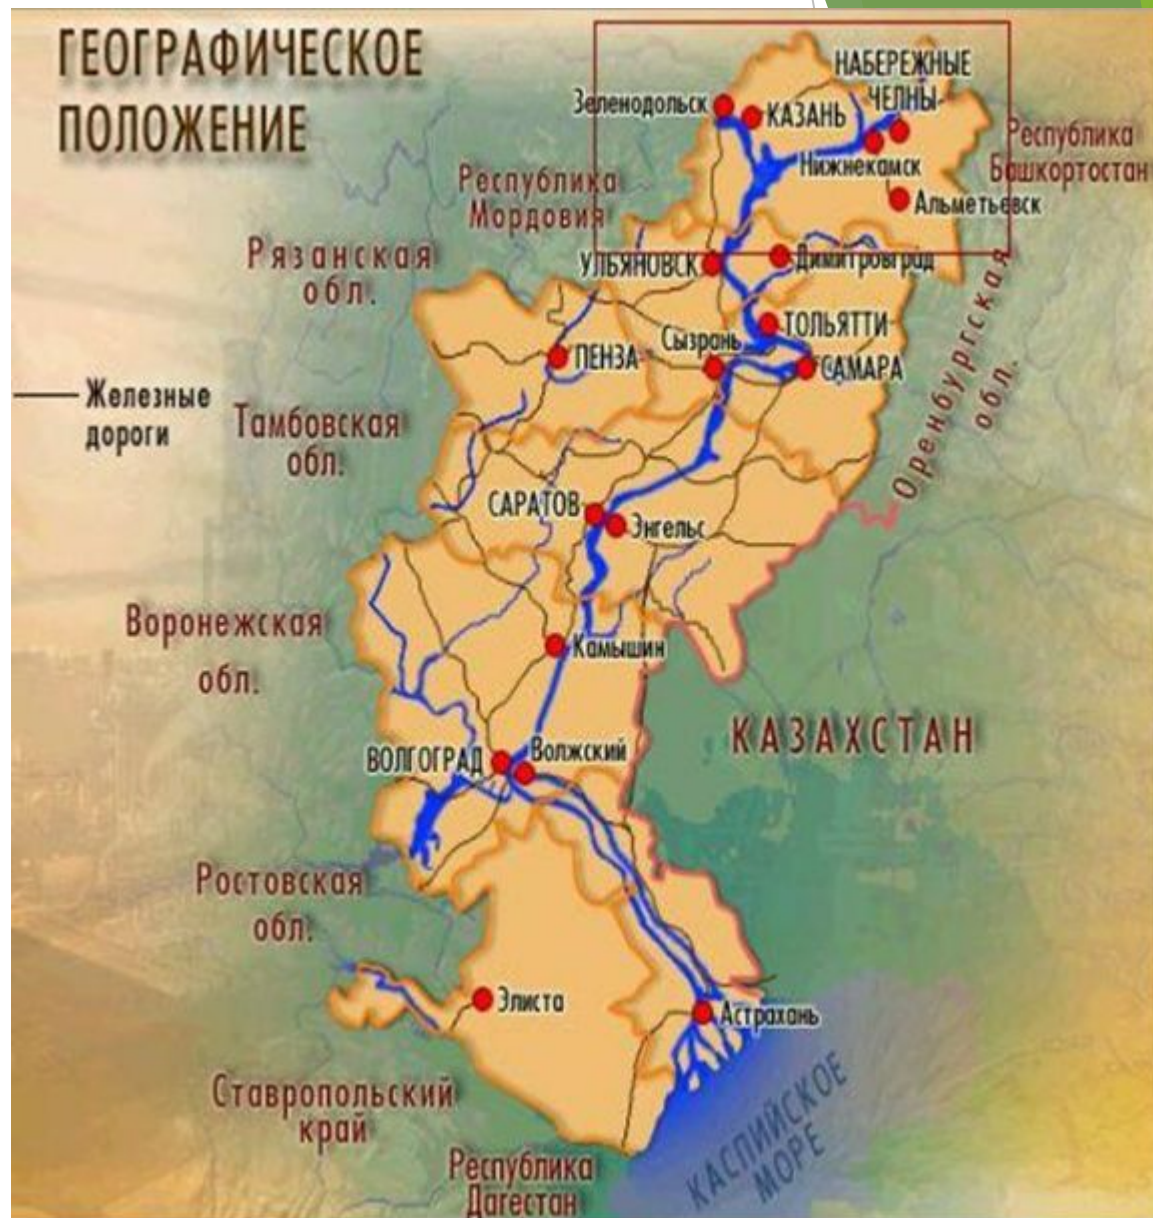 ГЕОГРАФИЧЕСКОЕ
ПОЛОЖЕНИЕ
НАБЕРЕЖНЫЕ
ЧЕЛНЫ
Зеленодольск
КАЗАНЬ
Нижнекамск
Республика
Башкортостан
Республика
Мордовия
Альметьевск
Рязанская
обл.
УЛЬЯНОВСК
Димитровград
Оренбургская
обл.
ТОЛЬЯТТИ
Сызрань
ПЕНЗА
САМАРА
Железные
дороги
Тамбовская
обл.
САРАТОВ
Энгельс
Воронежская
обл.
Камышин
КАЗАХСТАН
ВОЛГОГРАД
Волжский
Ростовская
обл.
Элиста
Астрахань
Ставропольский
край
КАСПИЙСКОЕ
МОРЕ
Республика
Дагестан